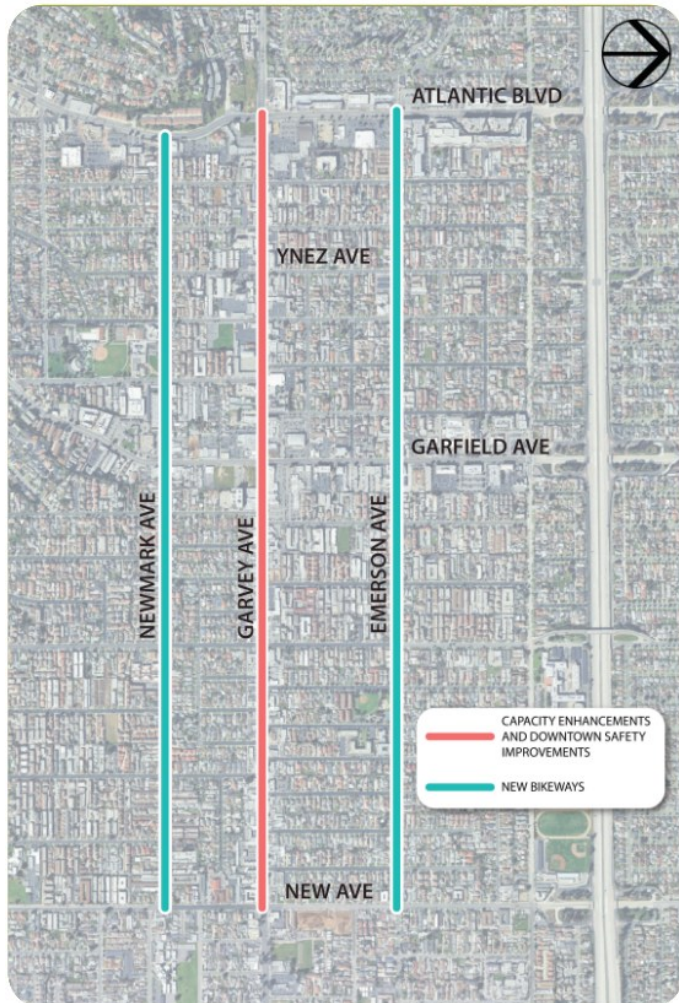 ATLANTIC BLVD
YNEZ AVE
GARFIELD AVE
NEWMARK AVE
GARVEY AVE
EMERSON AVE
CAPACITY ENHANCEMENTS
AND DOWNTOWN SAFETY
IMPROVEMENTS
NEW BIKEWAYS
NEW AVE